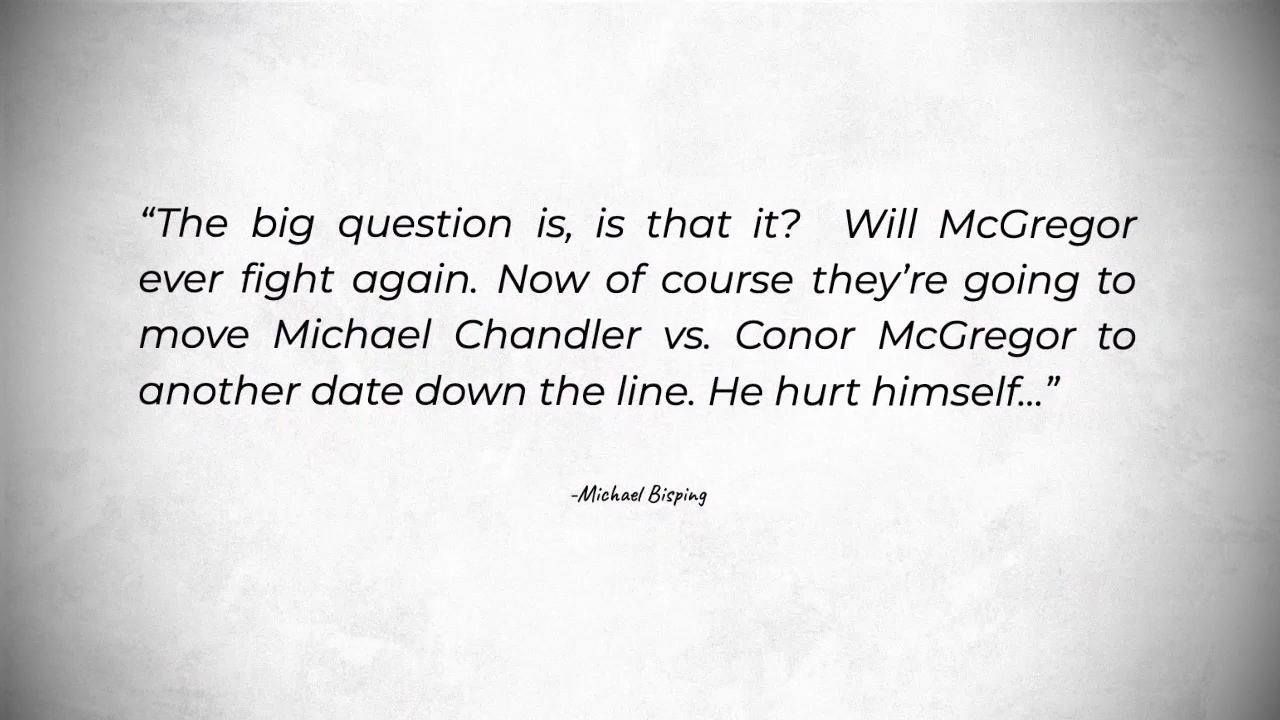 “The big question is, is that it?  Will McGregor
ever fight again. Now of course they’re going to
move Michael Chandler vs. Conor McGregor to
another date down the line. He hurt himself...”
-Michael Bisping